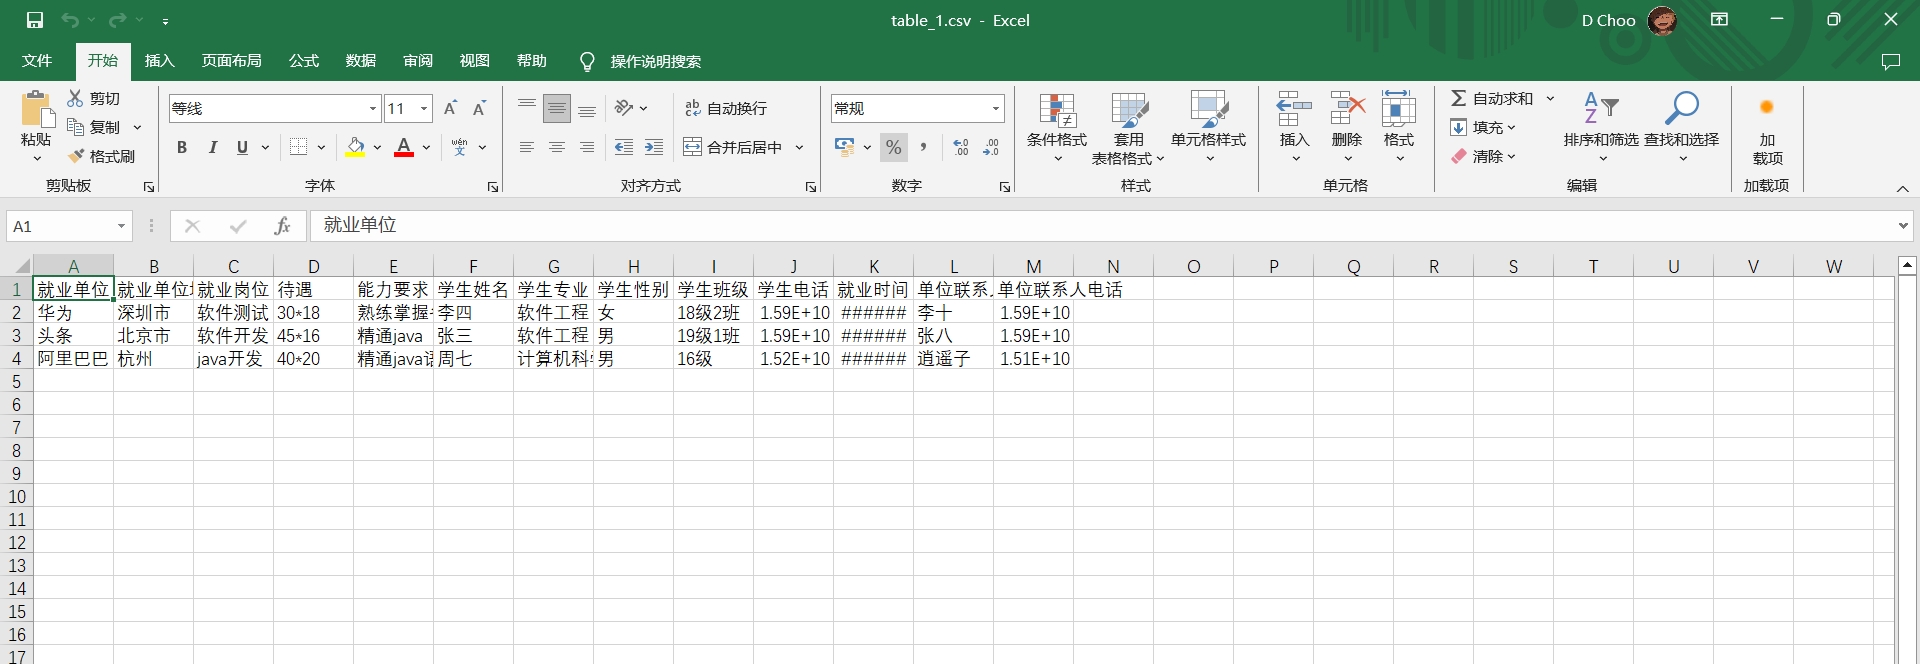 table_1.csv - Excel
D Choo
文件 开始 插入 页面布局 公式 数据 审阅 视图 帮助 操作说明搜索
粘贴
剪切
复制
格式刷
剪贴板
等线 11 A A
B I U A wén 文
字体
ab 自动换行
合并后居中
对齐方式
常规
% , .00
数字
条件格式
套用
表格格式
单元格样式
样式
插入 删除 格式
单元格
Σ 自动求和
填充
清除
排序和筛选
查找和选择
编辑
加
载项
加载项
A1 fx 就业单位
A B C D E F G H I J K L M N O P Q R S T U V W
1 就业单位 就业单位 就业岗位 待遇 能力要求 学生姓名 学生专业 学生性别 学生班级 学生电话 就业时间 单位联系 单位联系人电话
2 华为 深圳市 软件测试 30*18 熟练掌握 李四 软件工程 女 18级2班 1.59E+10 ###### 李十 1.59E+10
3 头条 北京市 软件开发 45*16 精通java 张三 软件工程 男 19级1班 1.59E+10 ###### 张八 1.59E+10
4 阿里巴巴 杭州 java开发 40*20 精通java 周七 计算机科 男 16级 1.52E+10 ###### 逍遥子 1.51E+10
5
6
7
8
9
10
11
12
13
14
15
16
17